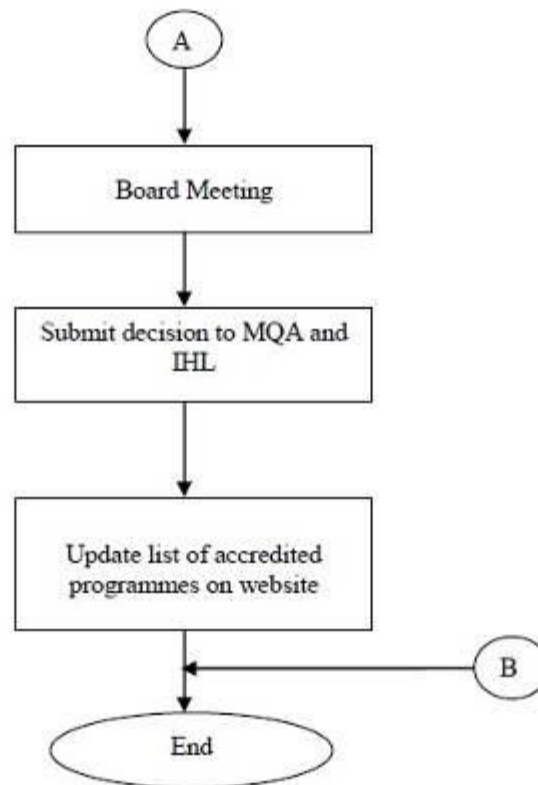 A
Board Meeting
Submit decision to MQA and
IHL
Update list of accredited
programmes on website
B
End